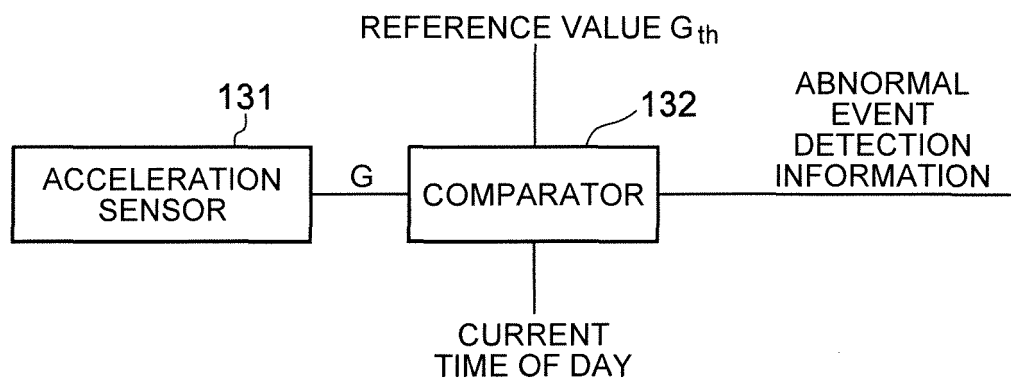 REFERENCE VALUE Gth
131
132
ABNORMAL
EVENT
DETECTION
INFORMATION
ACCELERATION
SENSOR
G
COMPARATOR
CURRENT
TIME OF DAY